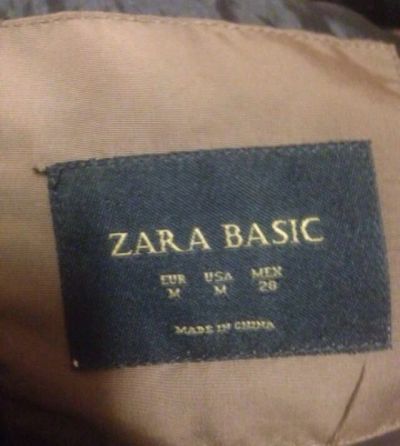 ZARA BASIC
EUR USA MEX
M M 28
MADE IN CHINA